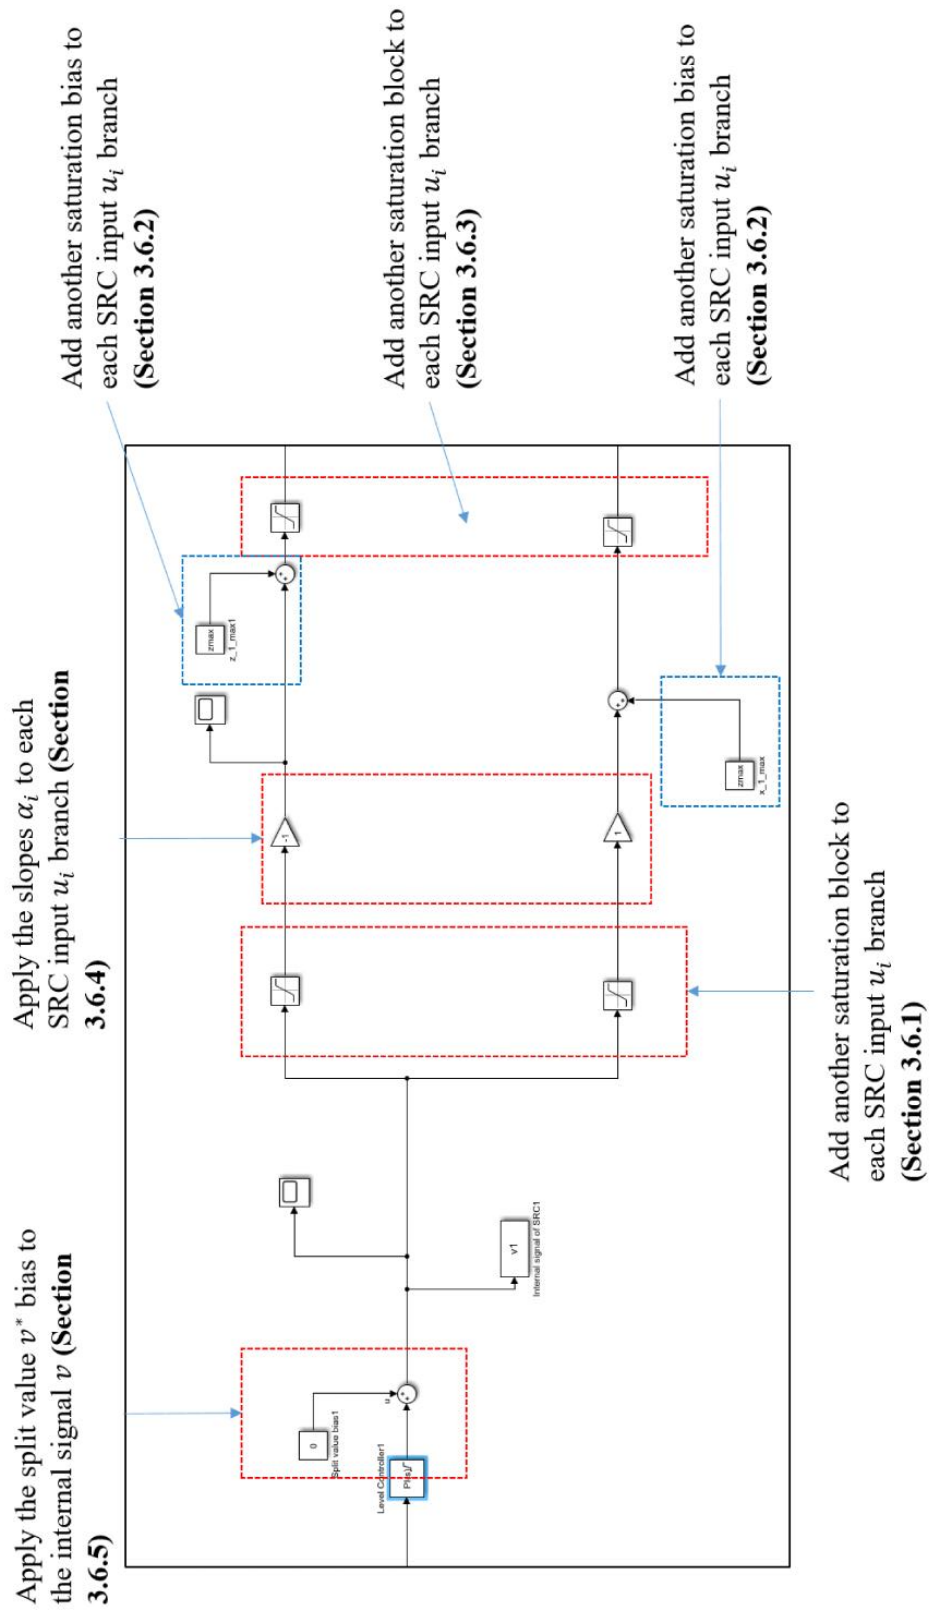 Apply the split value v* bias to
the internal signal v (Section
3.6.5)
Apply the slopes αᵢ to each
SRC input uᵢ branch (Section
3.6.4)
Add another saturation bias to
each SRC input uᵢ branch
(Section 3.6.2)
Add another saturation block to
each SRC input uᵢ branch
(Section 3.6.3)
Add another saturation bias to
each SRC input uᵢ branch
(Section 3.6.2)
Add another saturation block to
each SRC input uᵢ branch
(Section 3.6.1)
Level Controller1
PI(s)
0
Split value bias1
u
v1
Internal signal of SRC1
-1
1
zmax
z_1_max1
zmax
x_1_max